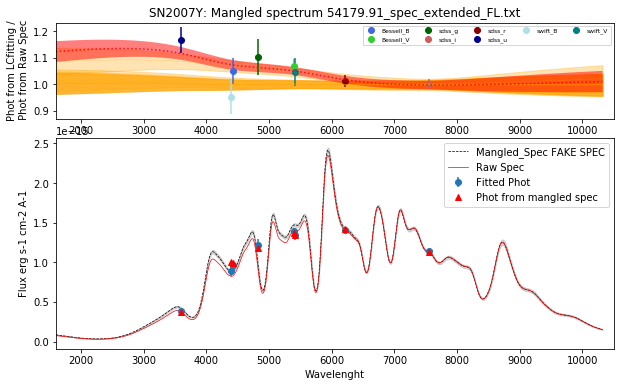 SN2007Y: Mangled spectrum 54179.91_spec_extended_FL.txt
Phot from LCfitting /
Phot from Raw Spec
1.2
1.1
1.0
0.9
Bessell_B
Bessell_V
sdss_g
sdss_i
sdss_r
sdss_u
swift_B
swift_V
2000 3000 4000 5000 6000 7000 8000 9000 10000
Flux erg s-1 cm-2 A-1
2.5
2.0
1.5
1.0
0.5
0.0
Mangled_Spec FAKE SPEC
Raw Spec
Fitted Phot
Phot from mangled spec
2000 3000 4000 5000 6000 7000 8000 9000 10000
Wavelenght